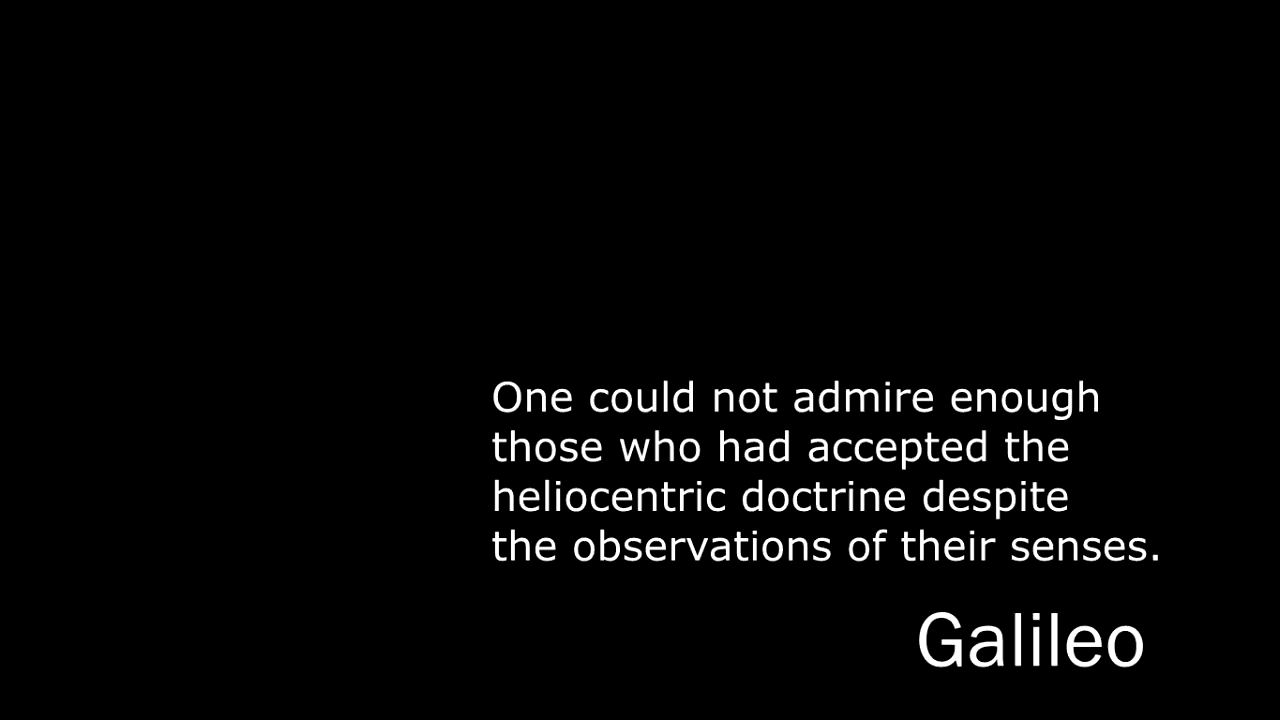 One could not admire enough
those who had accepted the
heliocentric doctrine despite
the observations of their senses.
Galileo